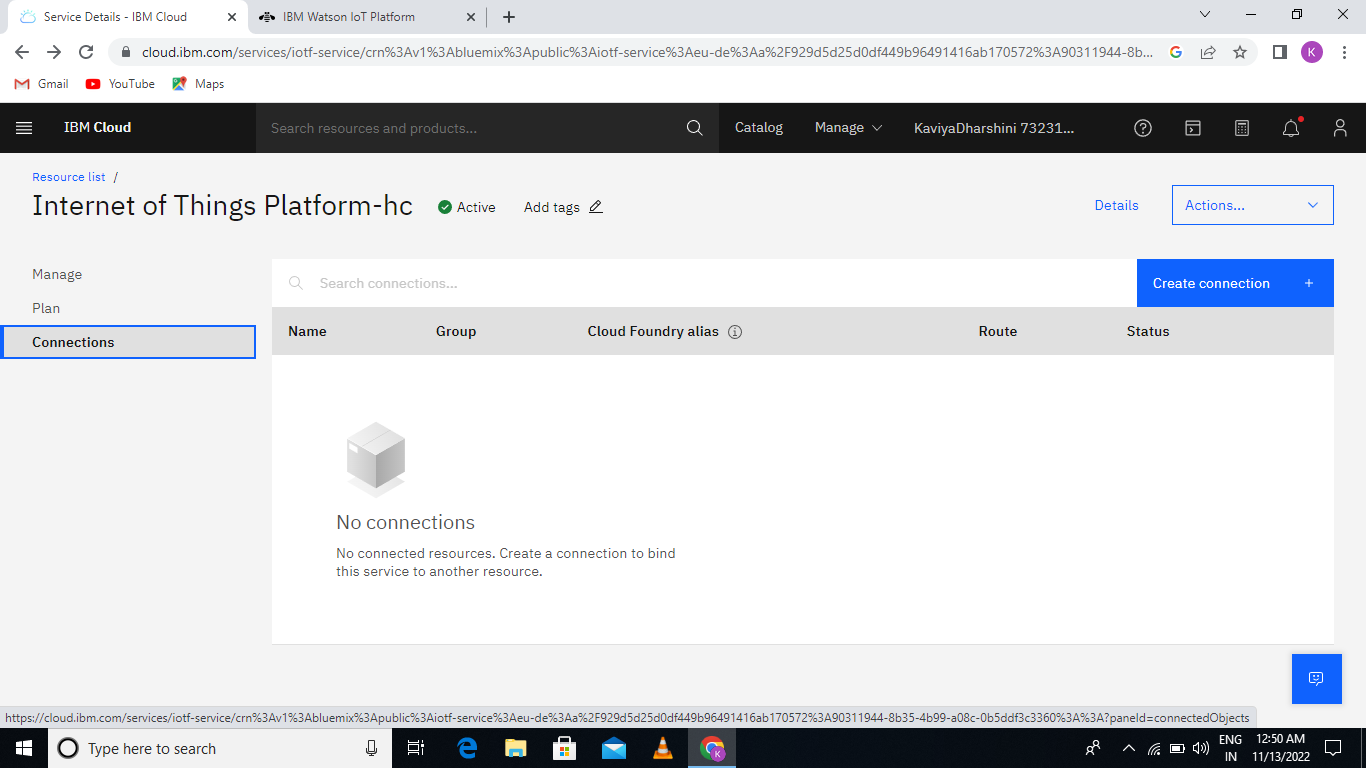 Service Details - IBM Cloud
IBM Watson IoT Platform
cloud.ibm.com/services/iotf-service/crn%3Av1%3Abluemix%3Apublic%3Aiotf-service%3Aeu-de%3Aa%2F929d5d25d0df449b96491416ab170572%3A90311944-8b...
K
Gmail
YouTube
Maps
IBM Cloud
Search resources and products...
Catalog
Manage
KaviyaDharshini 73231...
Resource list /
Internet of Things Platform-hc
Active
Add tags
Details
Actions...
Manage
Plan
Connections
Search connections...
Create connection +
Name
Group
Cloud Foundry alias
Route
Status
No connections
No connected resources. Create a connection to bind
this service to another resource.
https://cloud.ibm.com/services/iotf-service/crn%3Av1%3Abluemix%3Apublic%3Aiotf-service%3Aeu-de%3Aa%2F929d5d25d0df449b96491416ab170572%3A90311944-8b35-4b99-a08c-0b5ddf3c3360%3A%3A?paneId=connectedObjects
Type here to search
K
ENG
IN
12:50 AM
11/13/2022